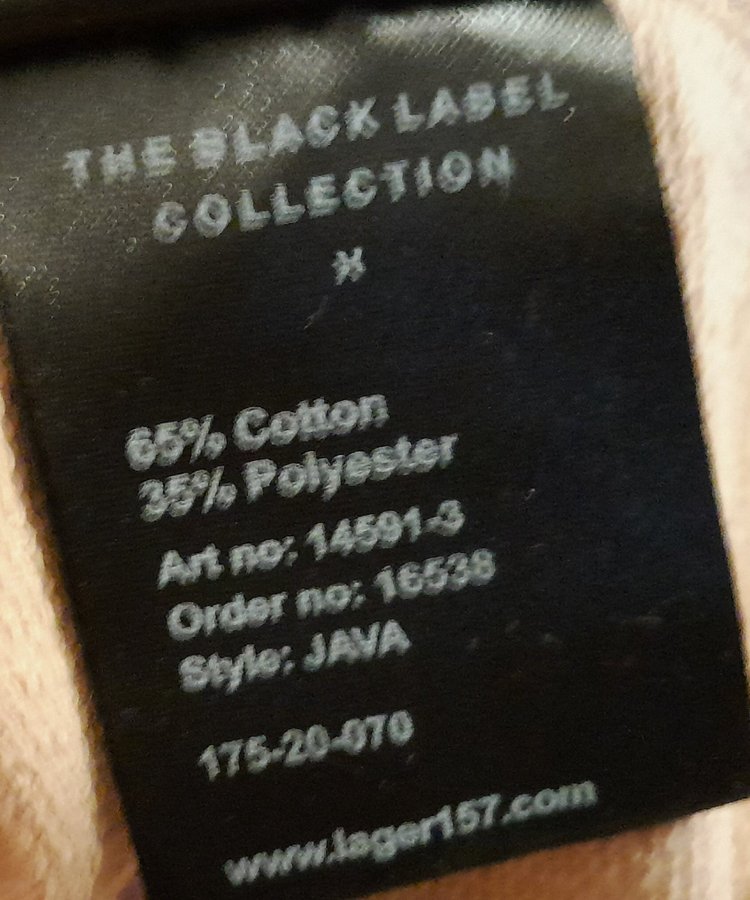 THE BLACK LABEL
COLLECTION
65% Cotton
35% Polyester
Art no: 14591-3
Order no: 16538
Style: JAVA
175-20-070
www.lager157.com